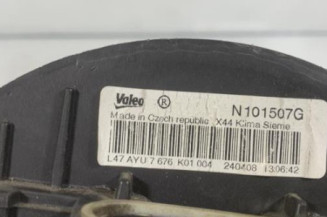 Valeo ® N101507G
Made in Czech republic X44 Klima Sieme
L47 AYU 7 676 K01 004 240408 13:06:42